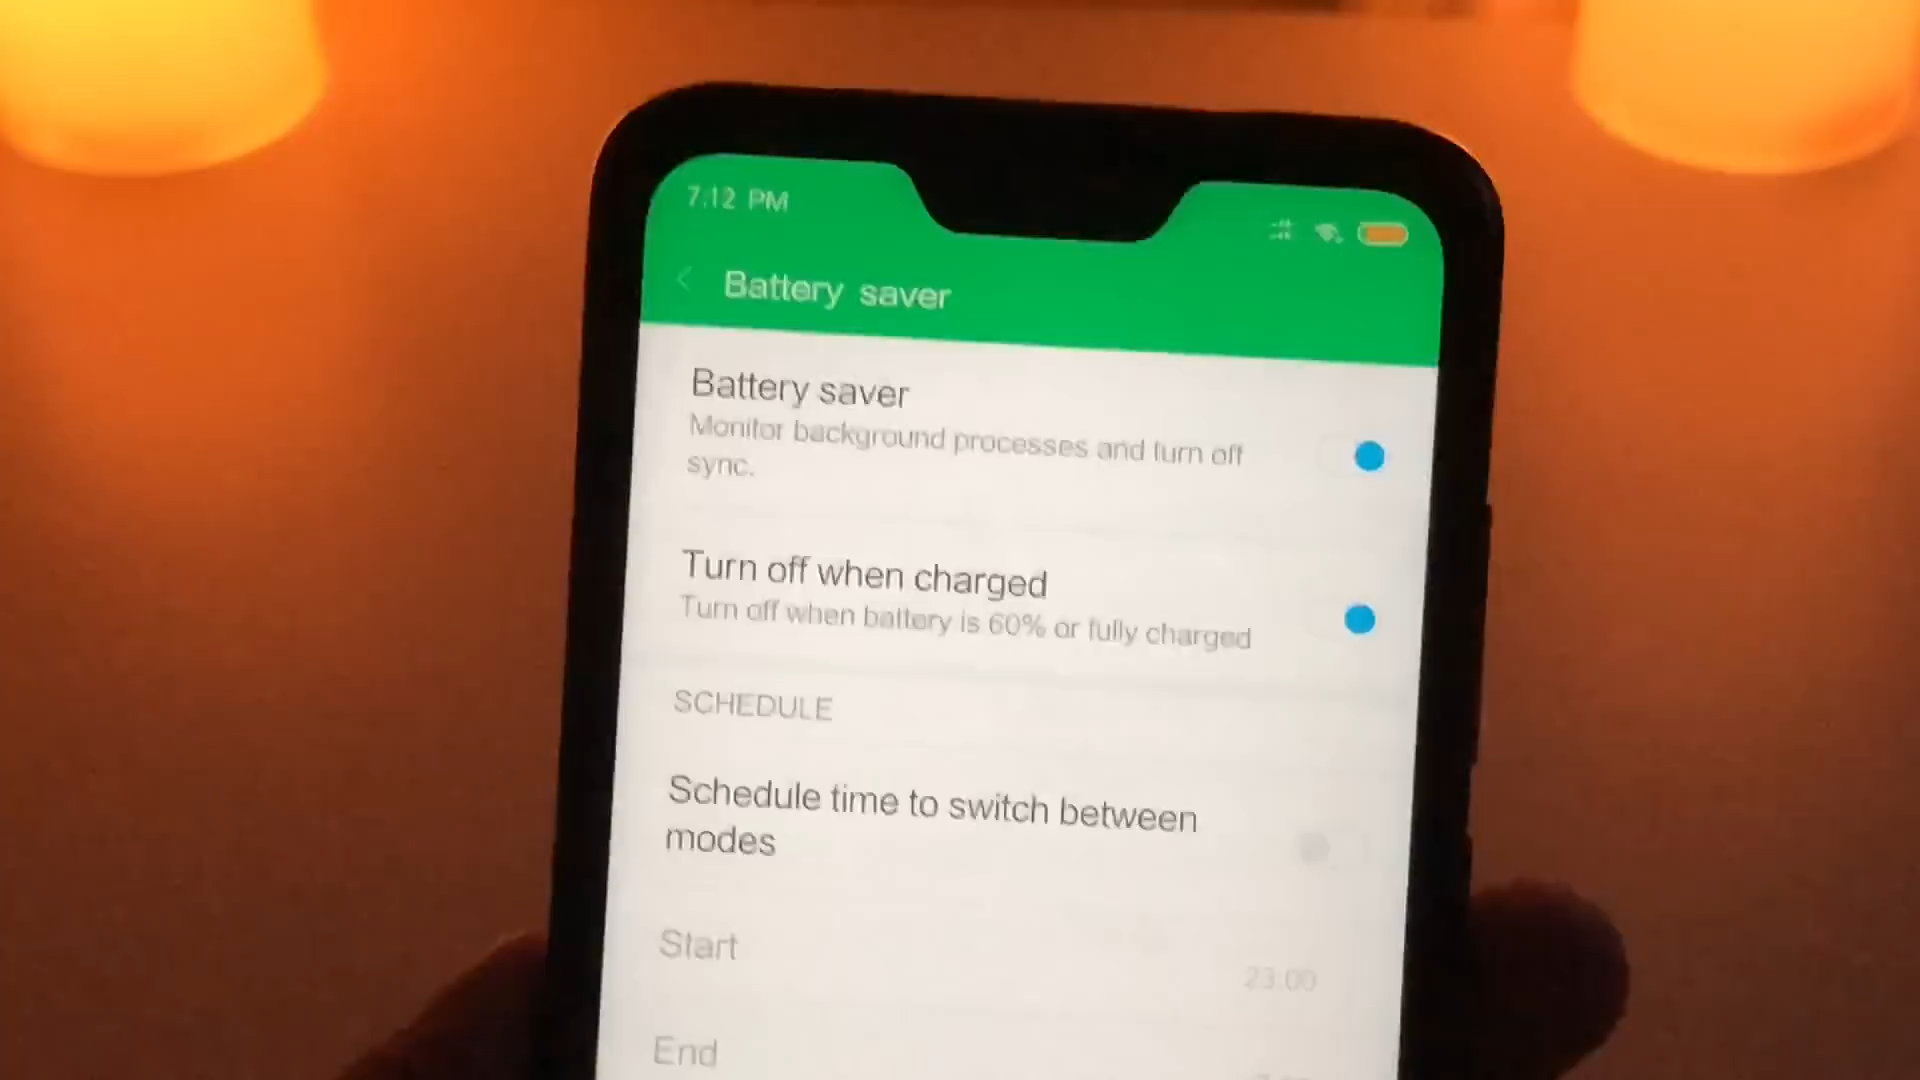 7:12 PM
Battery saver
Battery saver
Monitor background processes and turn off
sync.
Turn off when charged
Turn off when battery is 60% or fully charged
SCHEDULE
Schedule time to switch between
modes
Start
23:00
End